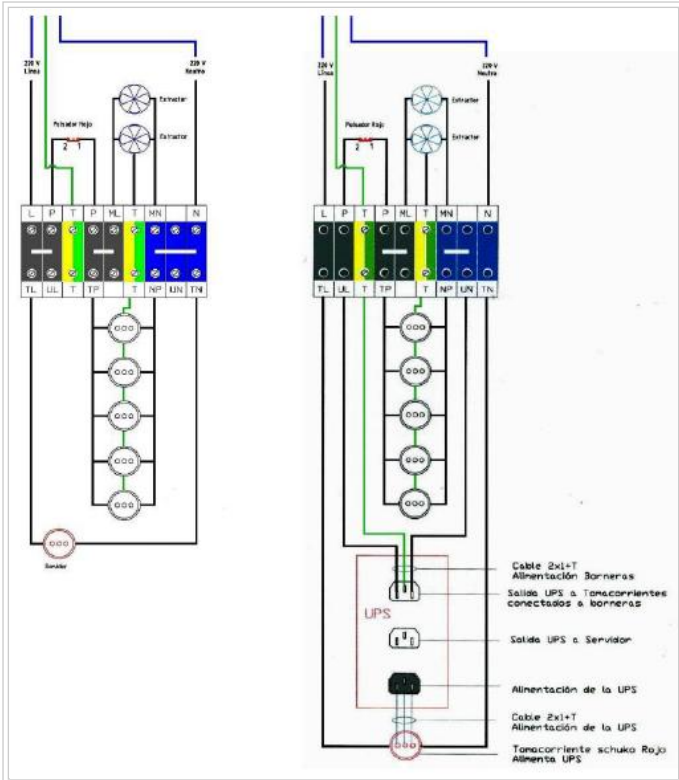 220 V
Línea
220 V
Neutro
Extractor
Extractor
Pulsador Rojo
2 1
L P T P ML T MN N
TL UL T TP T NP UN TN
Servidor
220 V
Línea
220 V
Neutro
Extractor
Extractor
Pulsador Rojo
2 1
L P T P ML T MN N
TL UL T TP T NP UN TN
UPS
Cable 2x1+T
Alimentación Borneras
Salida UPS a Tomacorrientes
conectados a borneras
Salida UPS a Servidor
Alimentación de la UPS
Cable 2x1+T
Alimentación de la UPS
Tomacorriente schuko Rojo
Alimenta UPS